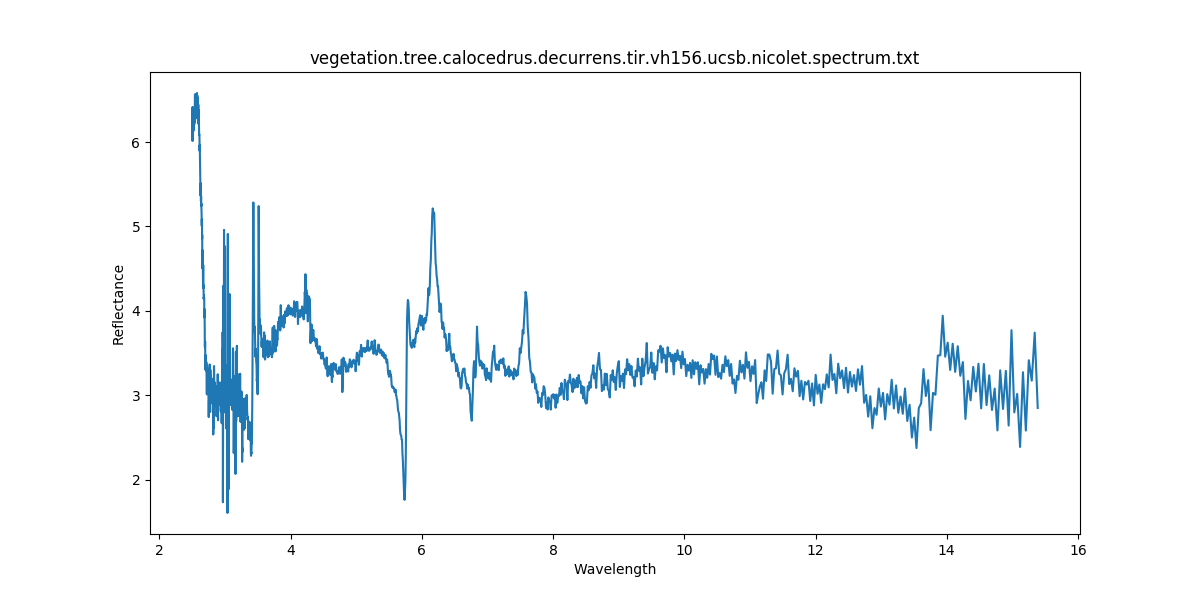 vegetation.tree.calocedrus.decurrens.tir.vh156.ucsb.nicolet.spectrum.txt
Reflectance
6
5
4
3
2
2 4 6 8 10 12 14 16
Wavelength